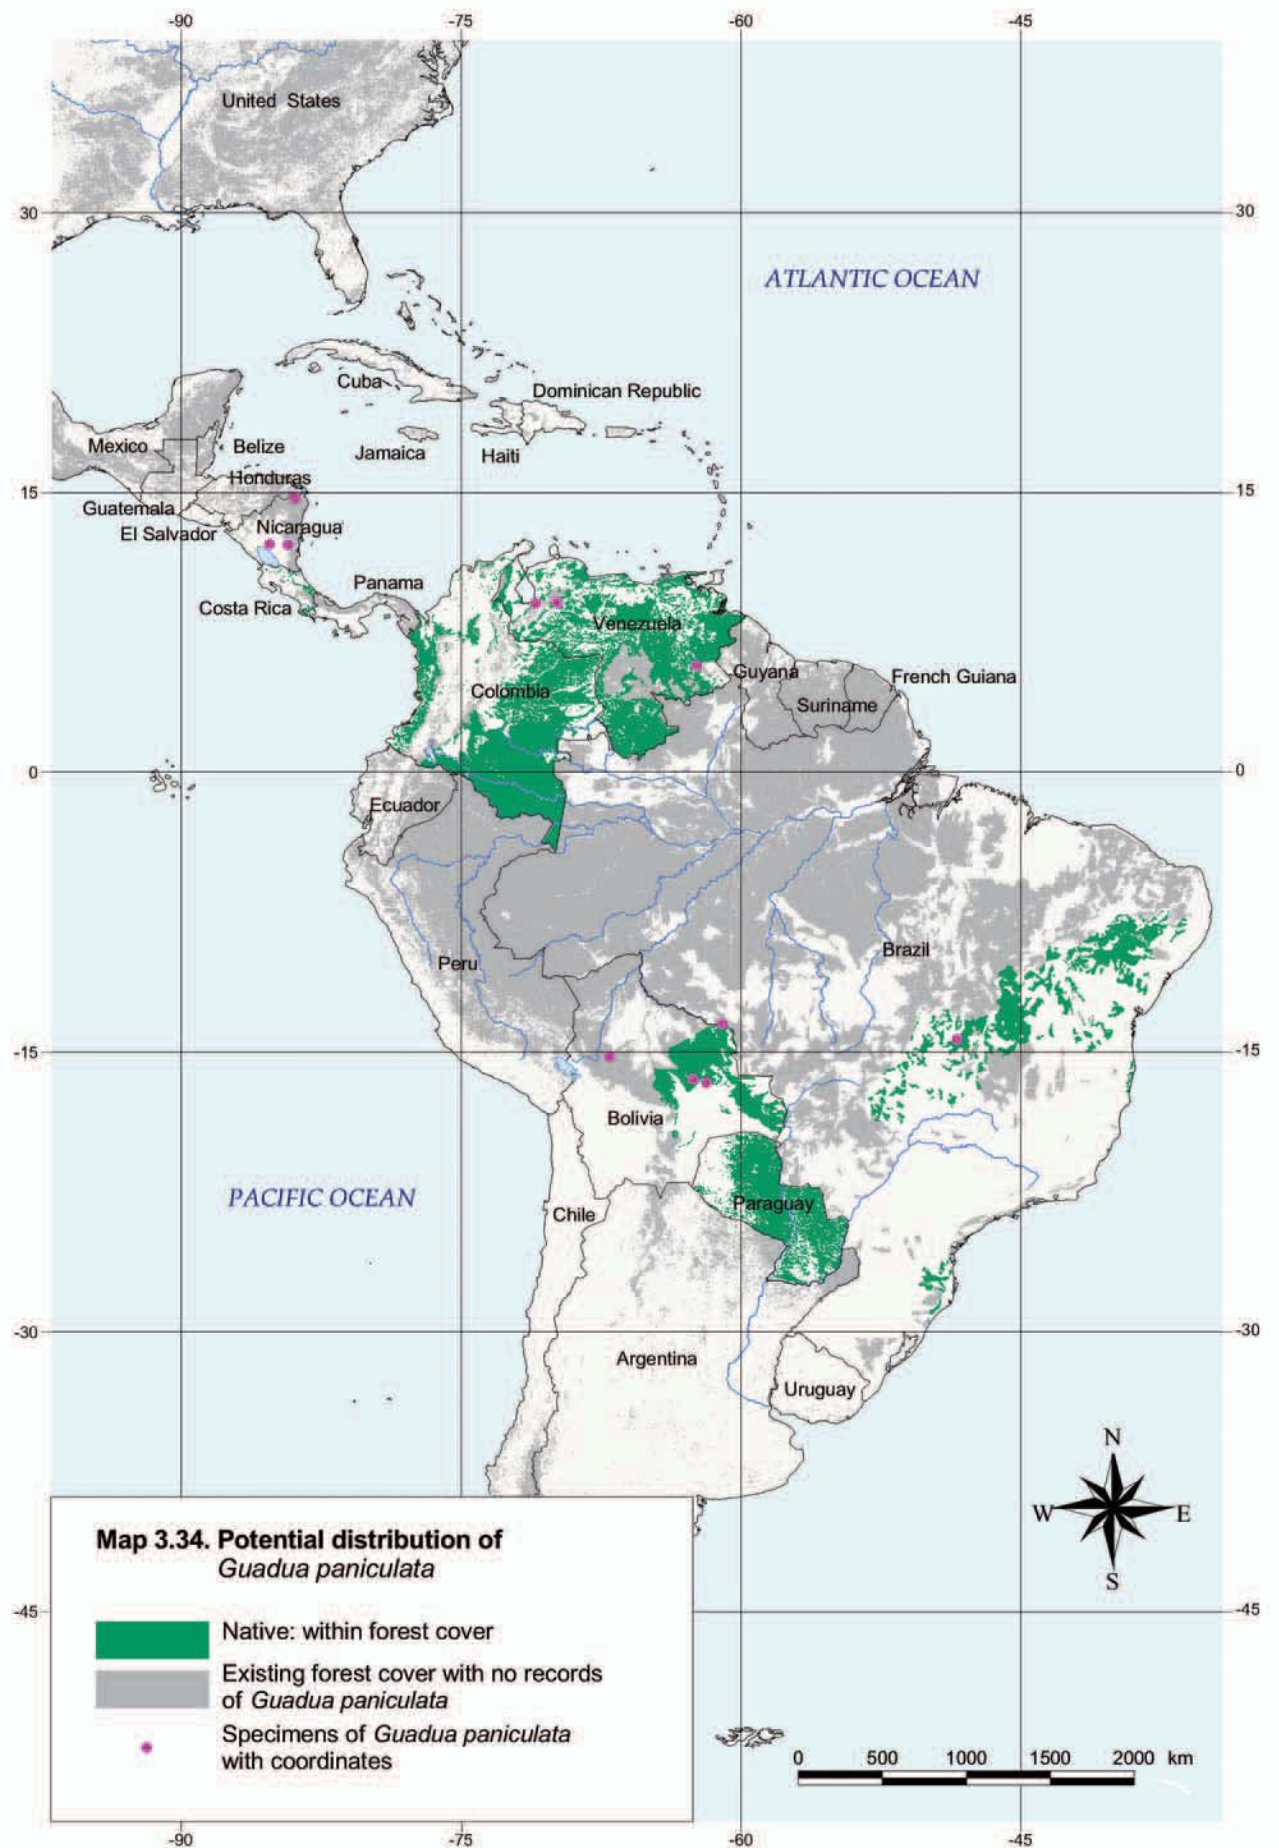 -90 -75 -60 -45
United States
30 30
ATLANTIC OCEAN
Cuba
Dominican Republic
Mexico
Belize
Jamaica
Haiti
Honduras
15 15
Guatemala
El Salvador
Nicaragua
Panama
Costa Rica
Venezuela
Guyana
French Guiana
Colombia
Suriname
0 0
Ecuador
Brazil
Peru
-15 -15
Bolivia
PACIFIC OCEAN
Paraguay
Chile
-30 -30
Argentina
Uruguay
N
W E
S
Map 3.34. Potential distribution of
Guadua paniculata
-45 -45
Native: within forest cover
Existing forest cover with no records
of Guadua paniculata
Specimens of Guadua paniculata
with coordinates
0 500 1000 1500 2000 km
-90 -75 -60 -45